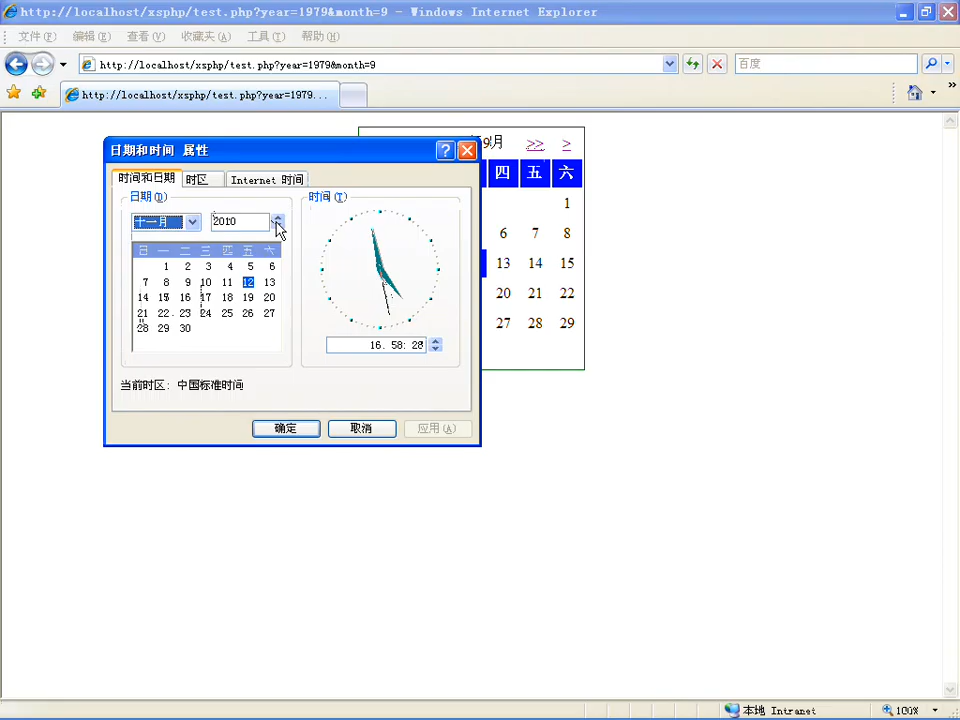 http://localhost/xsphp/test.php?year=1979&month=9 - Windows Internet Explorer
文件(F) 编辑(E) 查看(V) 收藏夹(A) 工具(T) 帮助(H)
http://localhost/xsphp/test.php?year=1979&month=9
百度
http://localhost/xsphp/test.php?year=1979...
9月 >> >
四 五 六
1
6 7 8
13 14 15
20 21 22
27 28 29
日期和时间 属性
时间和日期 时区 Internet 时间
日期(D)
十一月 2010
日 一 二 三 四 五 六
1 2 3 4 5 6
7 8 9 10 11 12 13
14 15 16 17 18 19 20
21 22 23 24 25 26 27
28 29 30
时间(T)
16:58:28
当前时区: 中国标准时间
确定 取消 应用(A)
本地 Intranet 100%